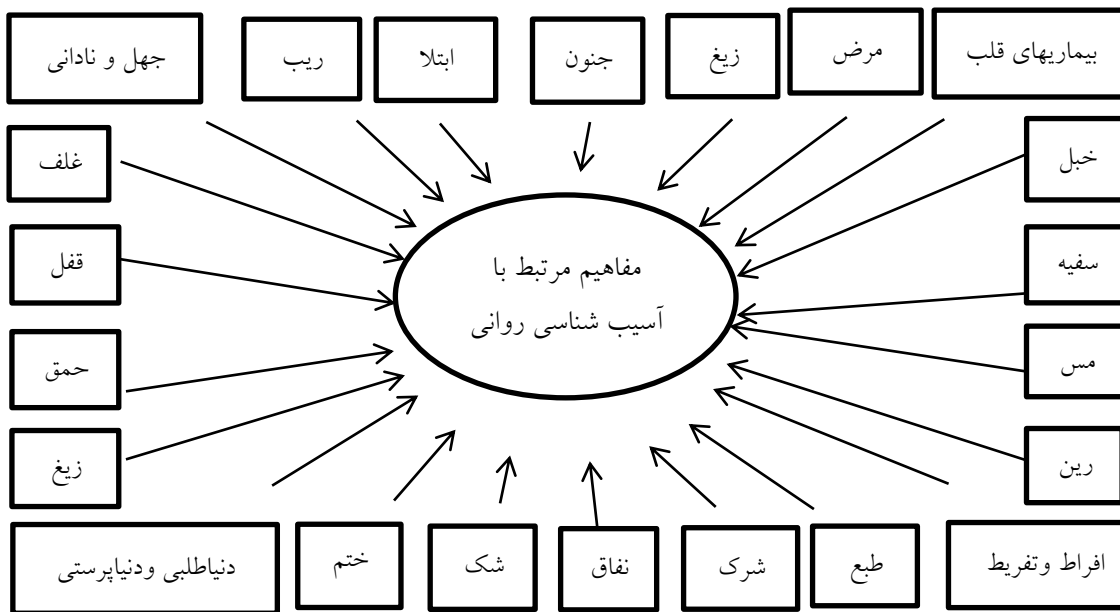 بیماریهای قلب
مرض
زیغ
جنون
ابتلا
ریب
جهل و نادانی
خبل
غلف
سفیه
قفل
مفاهیم مرتبط با
آسیب شناسی روانی
مس
حمق
رین
زیغ
افراط وتفریط
طبع
شرک
نفاق
شک
ختم
دنیاطلبی ودنیاپرستی